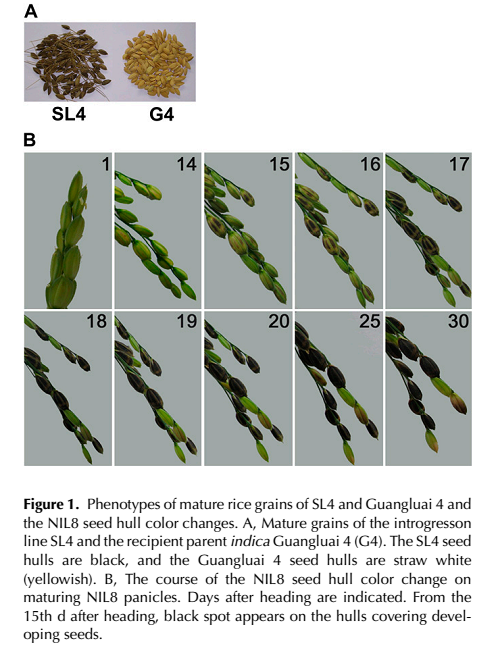 A
SL4 G4
B
1 14 15 16 17
18 19 20 25 30
Figure 1. Phenotypes of mature rice grains of SL4 and Guangluai 4 and
the NIL8 seed hull color changes. A, Mature grains of the introgresson
line SL4 and the recipient parent indica Guangluai 4 (G4). The SL4 seed
hulls are black, and the Guangluai 4 seed hulls are straw white
(yellowish). B, The course of the NIL8 seed hull color change on
maturing NIL8 panicles. Days after heading are indicated. From the
15th d after heading, black spot appears on the hulls covering devel-
oping seeds.